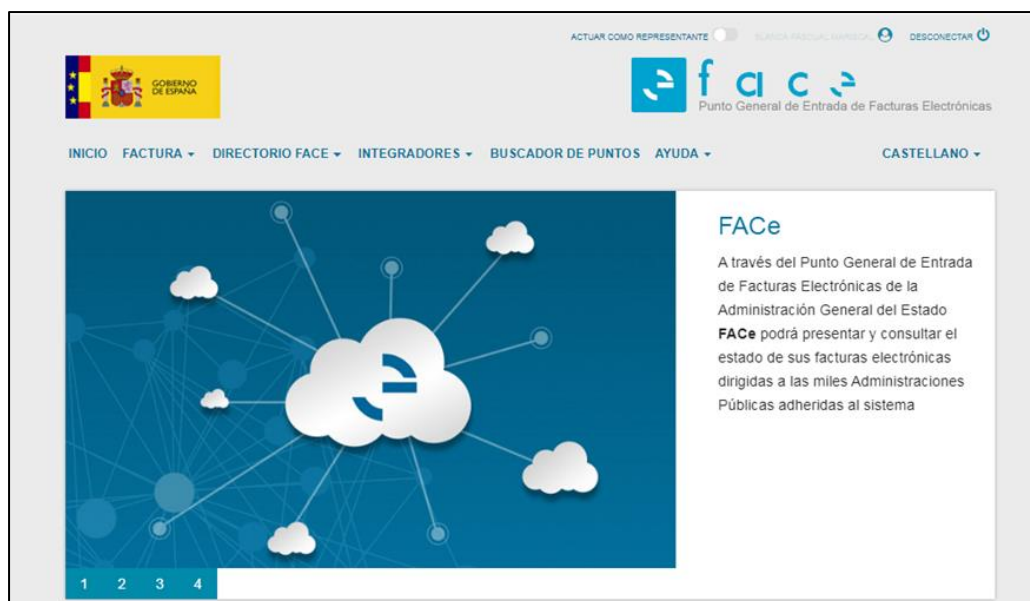 ACTUAR COMO REPRESENTANTE DESCONECTAR
GOBIERNO
DE ESPAÑA
face
Punto General de Entrada de Facturas Electrónicas
INICIO FACTURA DIRECTORIO FACE INTEGRADORES BUSCADOR DE PUNTOS AYUDA CASTELLANO
FACe
A través del Punto General de Entrada
de Facturas Electrónicas de la
Administración General del Estado
FACe podrá presentar y consultar el
estado de sus facturas electrónicas
dirigidas a las miles Administraciones
Públicas adheridas al sistema
1 2 3 4